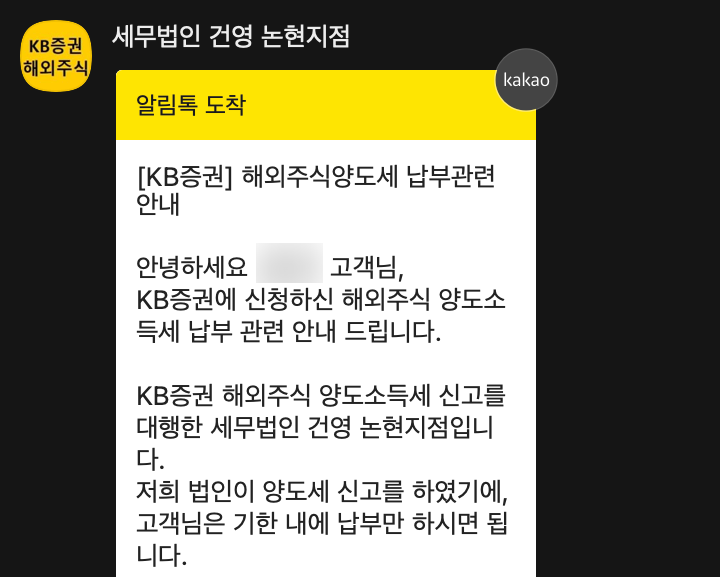 KB증권
해외주식
세무법인 건영 논현지점
kakao
알림톡 도착
[KB증권] 해외주식양도세 납부관련
안내
안녕하세요 고객님,
KB증권에 신청하신 해외주식 양도소
득세 납부 관련 안내 드립니다.
KB증권 해외주식 양도소득세 신고를
대행한 세무법인 건영 논현지점입니
다.
저희 법인이 양도세 신고를 하였기에,
고객님은 기한 내에 납부만 하시면 됩
니다.